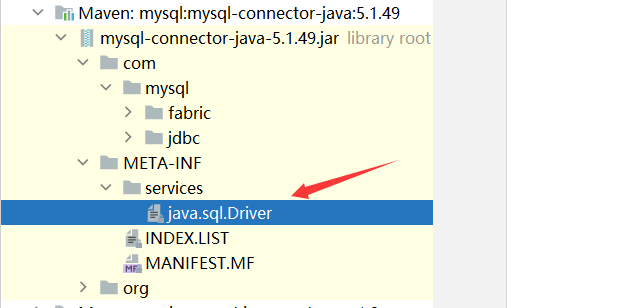 Maven: mysql:mysql-connector-java:5.1.49
mysql-connector-java-5.1.49.jar library root
com
mysql
fabric
jdbc
META-INF
services
java.sql.Driver
INDEX.LIST
MF MANIFEST.MF
org